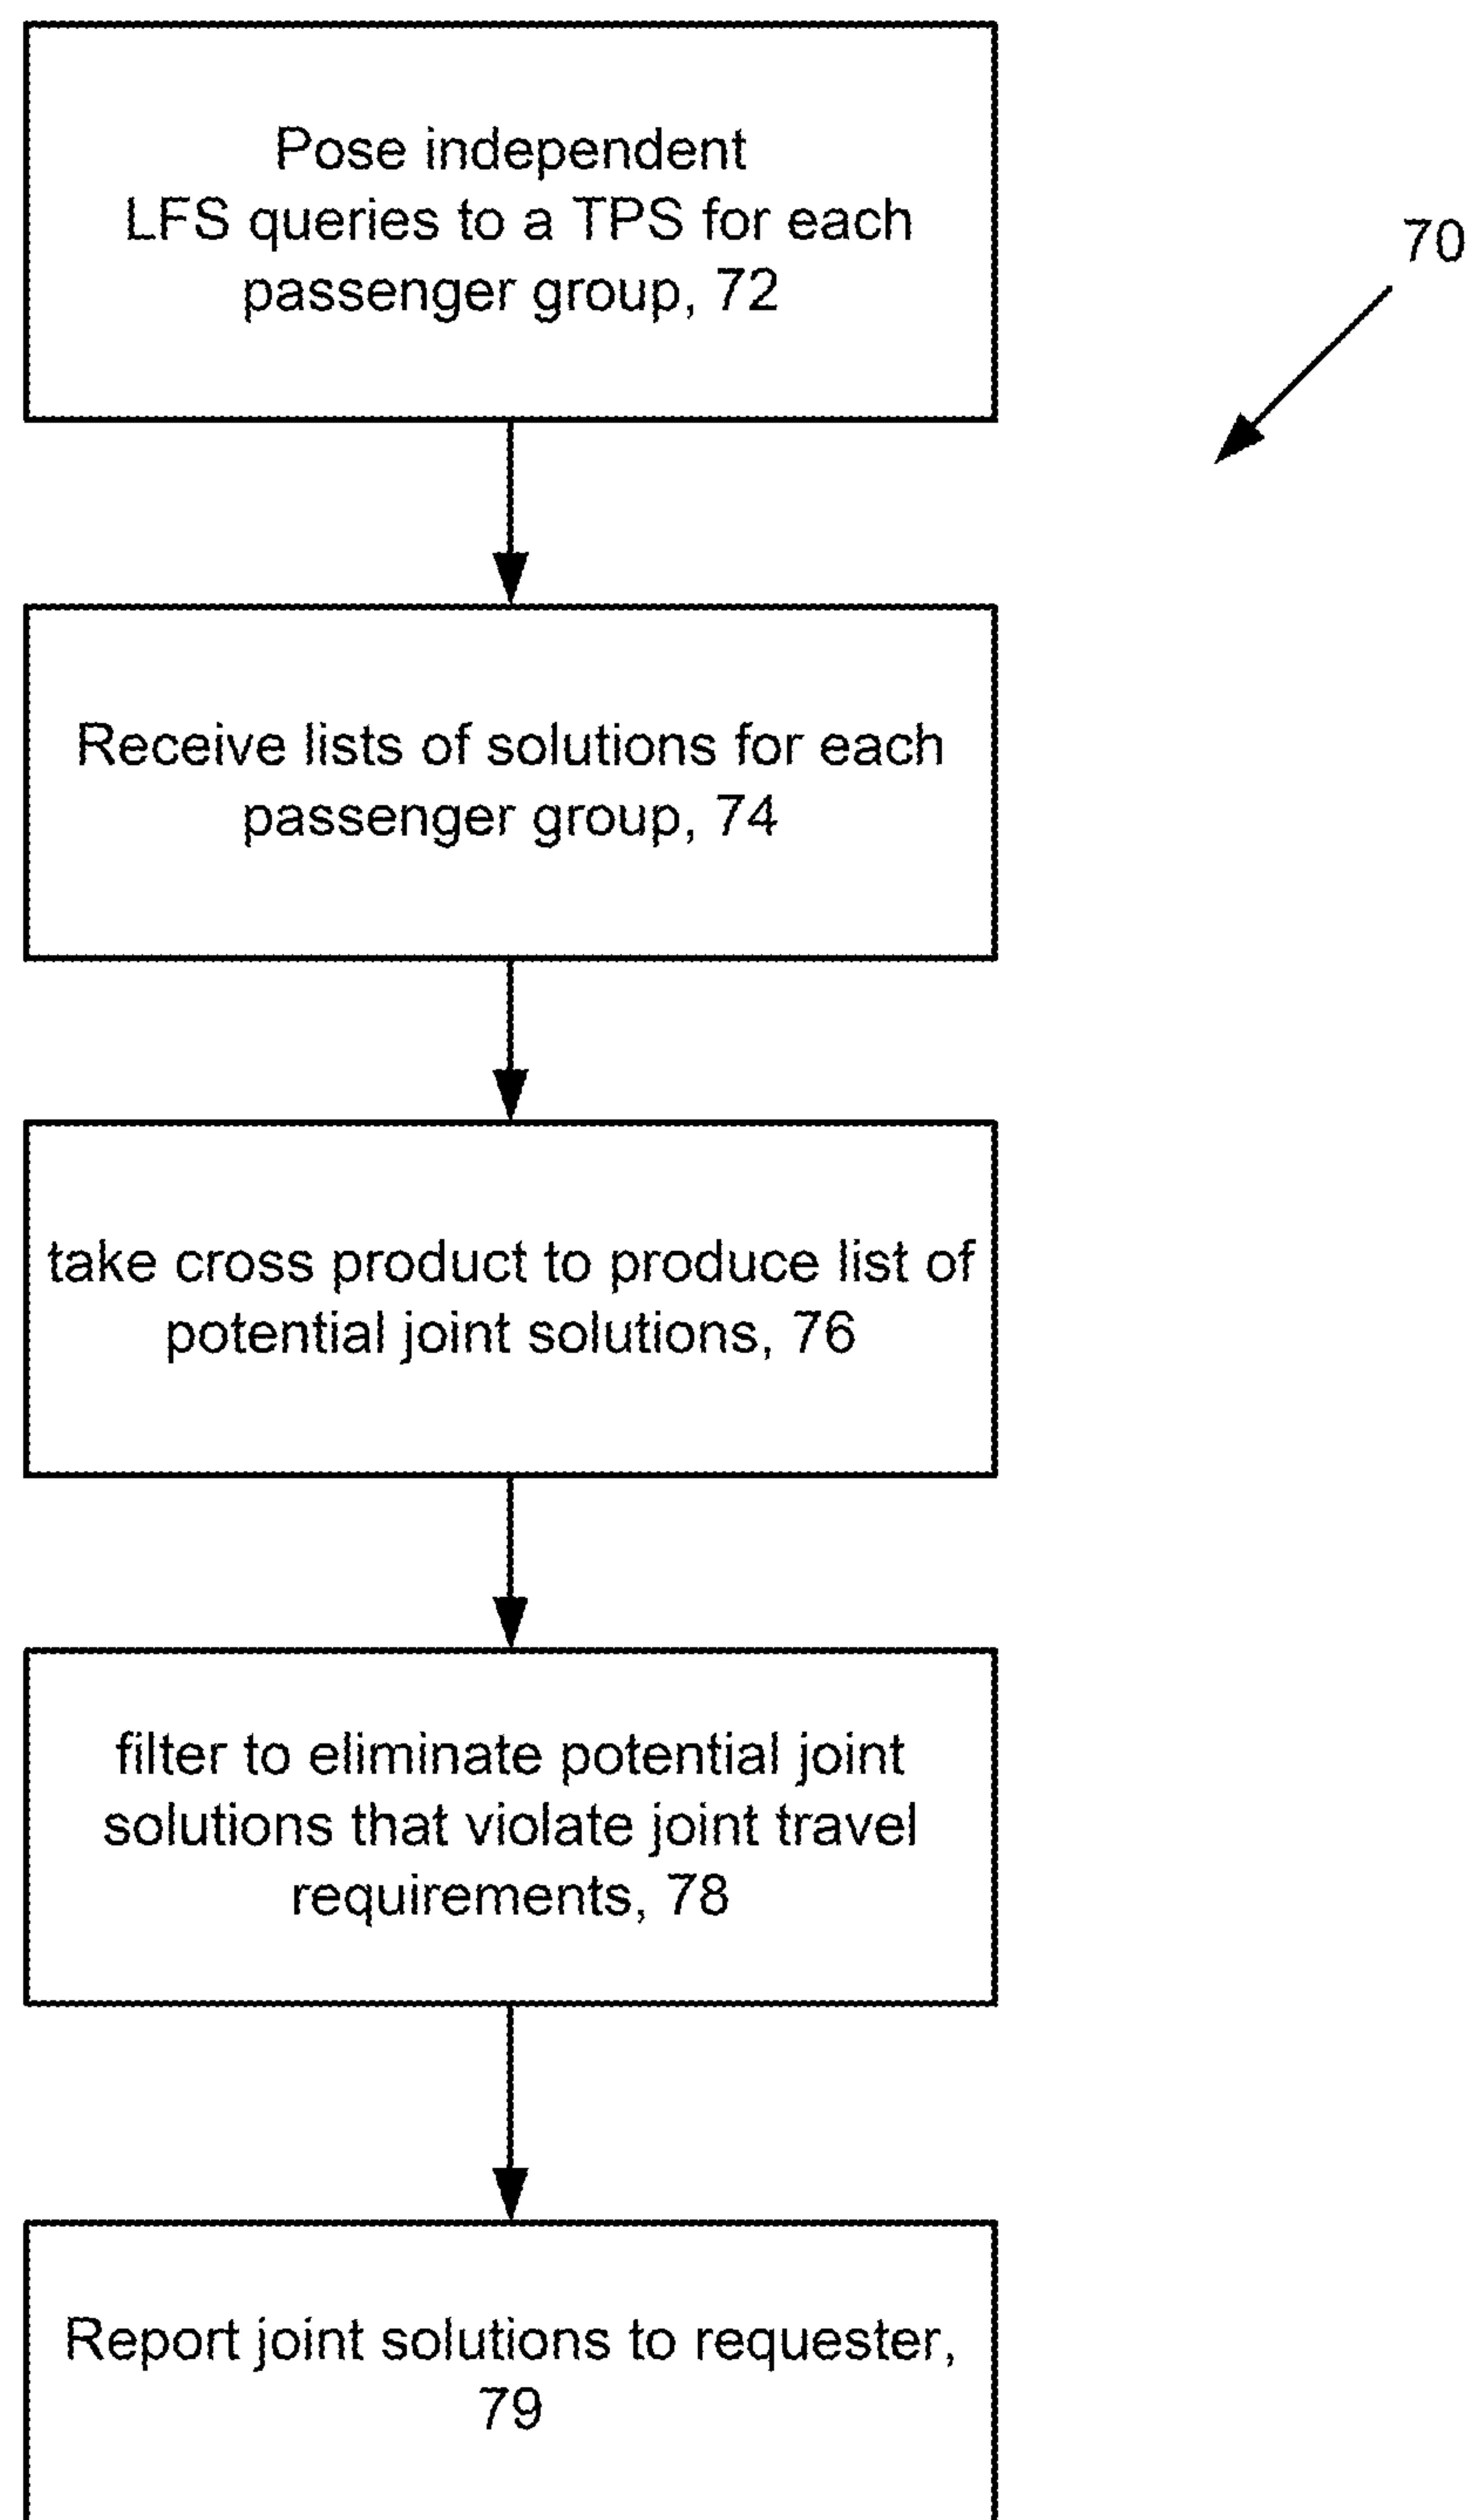 Pose independent
LFS queries to a TPS for each
passenger group, 72
70
Receive lists of solutions for each
passenger group, 74
take cross product to produce list of
potential joint solutions, 76
filter to eliminate potential joint
solutions that violate joint travel
requirements, 78
Report joint solutions to requester,
79